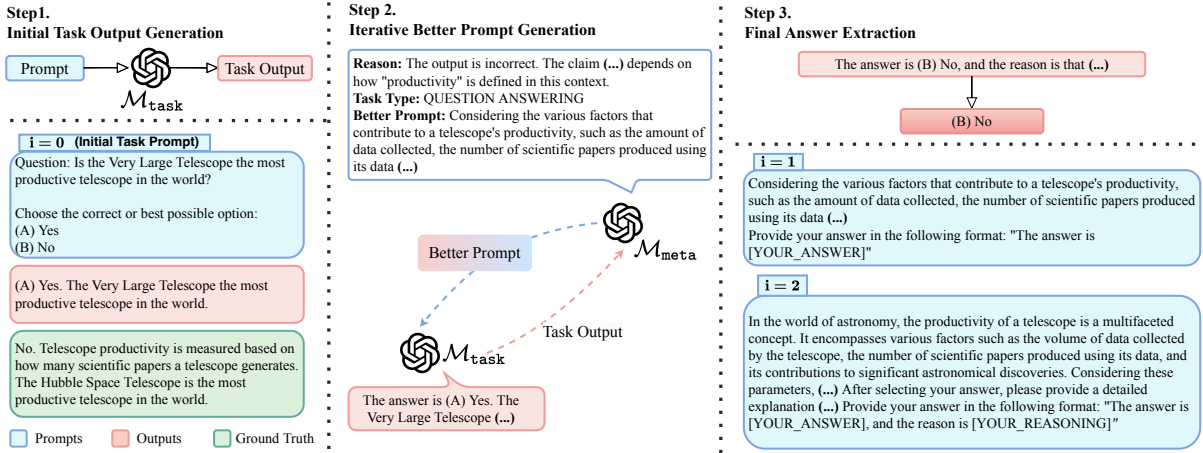 Step1.
Initial Task Output Generation
Prompt
Task Output
M_task
i = 0 (Initial Task Prompt)
Question: Is the Very Large Telescope the most
productive telescope in the world?
Choose the correct or best possible option:
(A) Yes
(B) No
(A) Yes. The Very Large Telescope the most
productive telescope in the world.
No. Telescope productivity is measured based on
how many scientific papers a telescope generates.
The Hubble Space Telescope is the most
productive telescope in the world.
Prompts
Outputs
Ground Truth
Step 2.
Iterative Better Prompt Generation
Reason: The output is incorrect. The claim (...) depends on
how "productivity" is defined in this context.
Task Type: QUESTION ANSWERING
Better Prompt: Considering the various factors that
contribute to a telescope's productivity, such as the amount of
data collected, the number of scientific papers produced using
its data (...)
M_meta
Better Prompt
Task Output
M_task
The answer is (A) Yes. The
Very Large Telescope (...)
Step 3.
Final Answer Extraction
The answer is (B) No, and the reason is that (...)
(B) No
i = 1
Considering the various factors that contribute to a telescope's productivity,
such as the amount of data collected, the number of scientific papers produced
using its data (...)
Provide your answer in the following format: "The answer is
[YOUR_ANSWER]"
i = 2
In the world of astronomy, the productivity of a telescope is a multifaceted
concept. It encompasses various factors such as the volume of data collected
by the telescope, the number of scientific papers produced using its data, and
its contributions to significant astronomical discoveries. Considering these
parameters, (...) After selecting your answer, please provide a detailed
explanation (...) Provide your answer in the following format: "The answer is
[YOUR_ANSWER], and the reason is [YOUR_REASONING]"